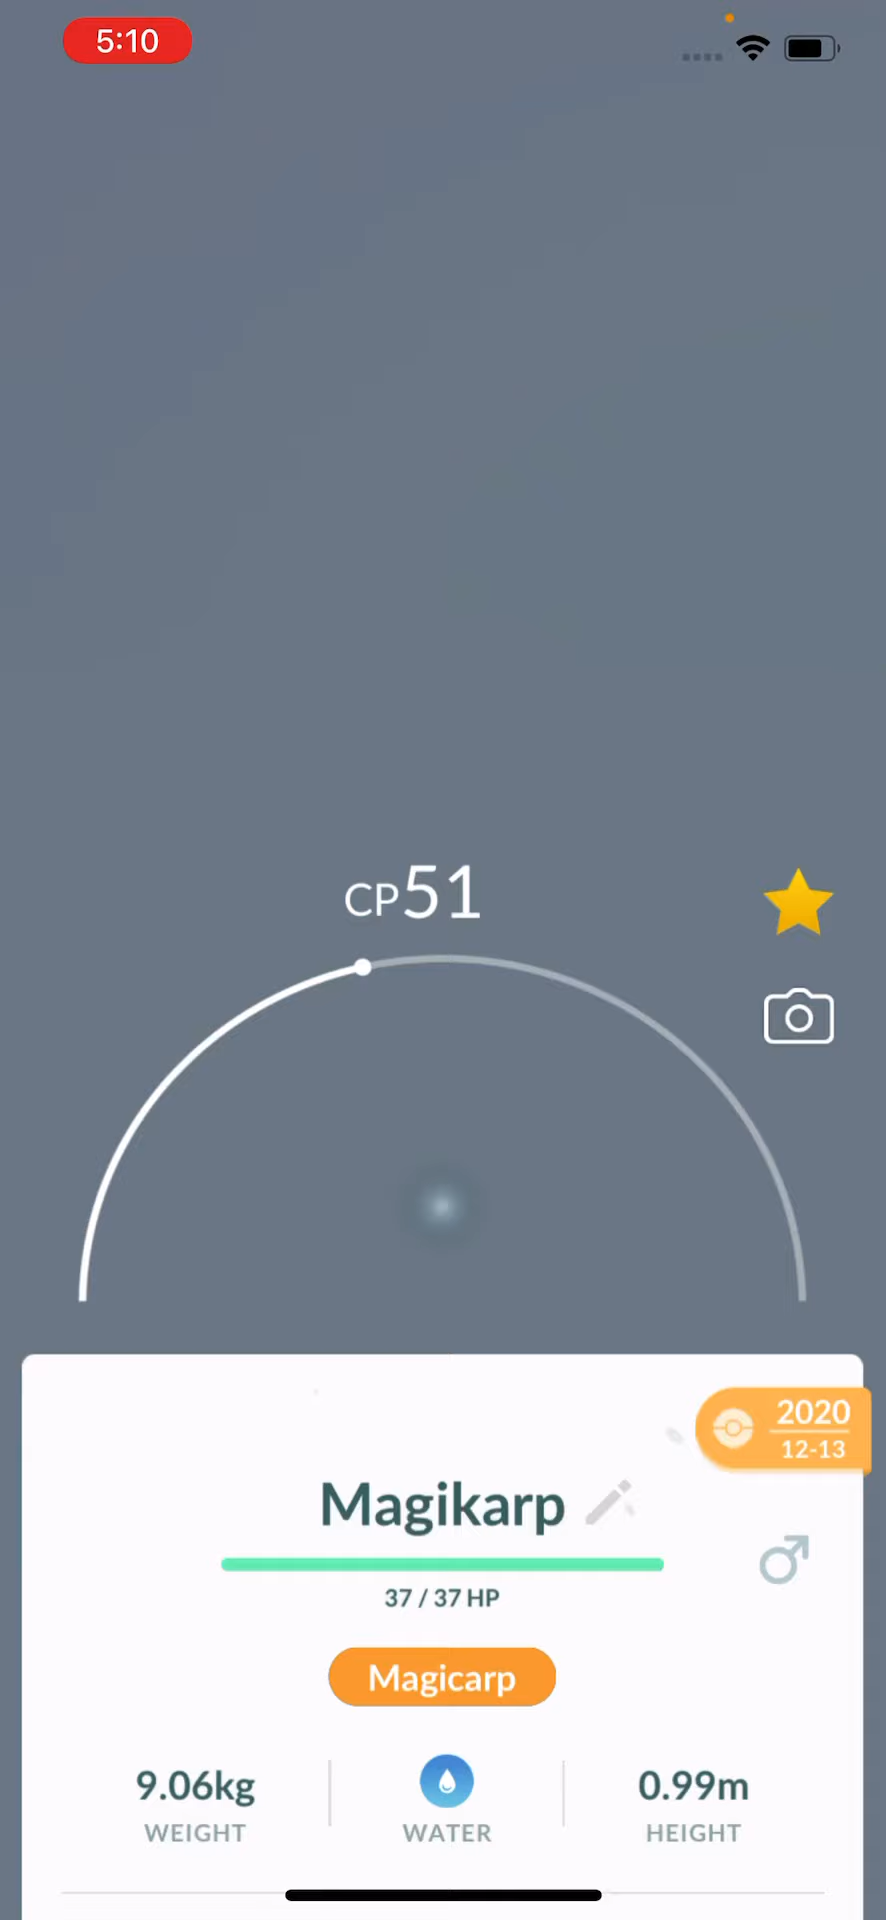 5:10
CP51
2020
12-13
Magikarp
37 / 37 HP
Magicarp
9.06kg
WEIGHT
WATER
0.99m
HEIGHT